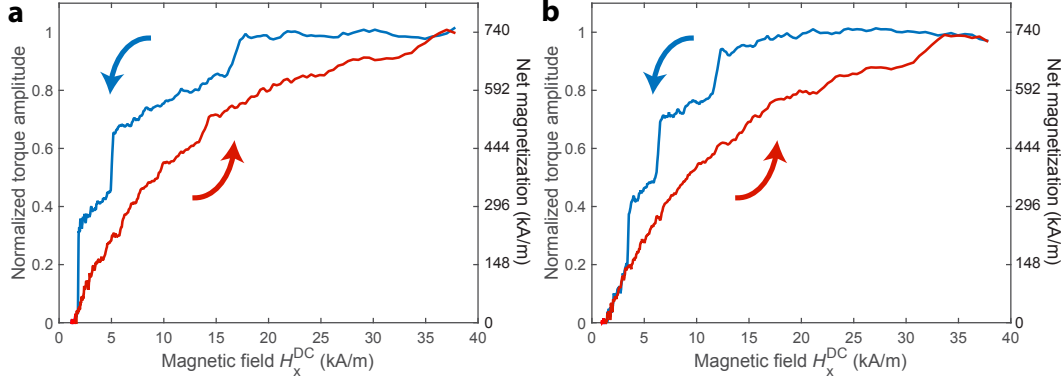 a
Normalized torque amplitude
1
0.8
0.6
0.4
0.2
0
0 5 10 15 20 25 30 35 40
Magnetic field H_x^DC (kA/m)
740
592
444
296
148
0
Net magnetization (kA/m)
b
Normalized torque amplitude
1
0.8
0.6
0.4
0.2
0
0 5 10 15 20 25 30 35 40
Magnetic field H_x^DC (kA/m)
740
592
444
296
148
0
Net magnetization (kA/m)